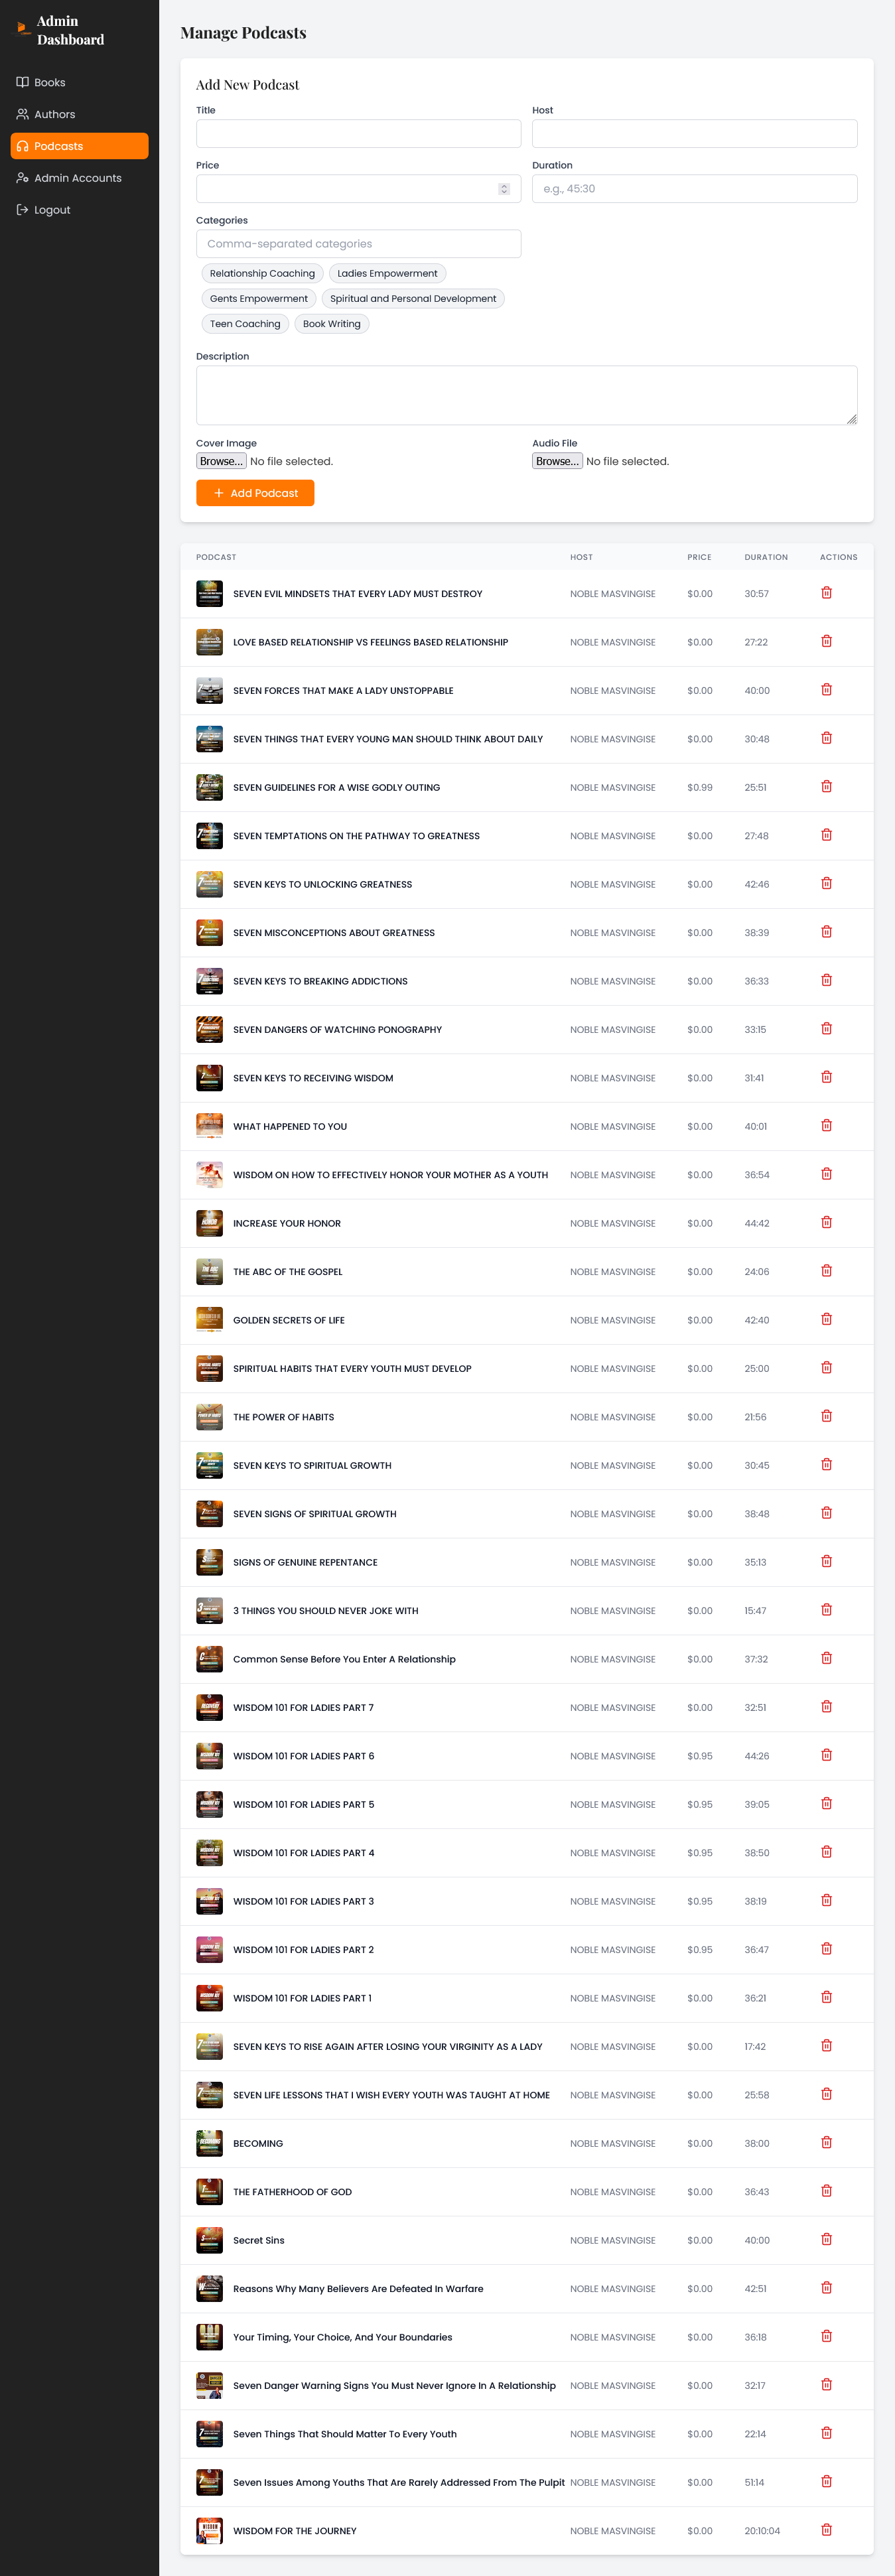 Admin
Dashboard
Books
Authors
Podcasts
Admin Accounts
Logout
Manage Podcasts
Add New Podcast
Title Host
Price Duration
e.g., 45:30
Categories
Comma-separated categories
Relationship Coaching Ladies Empowerment
Gents Empowerment Spiritual and Personal Development
Teen Coaching Book Writing
Description
Cover Image Audio File
Browse... No file selected. Browse... No file selected.
+ Add Podcast
PODCAST HOST PRICE DURATION ACTIONS
SEVEN EVIL MINDSETS THAT EVERY LADY MUST DESTROY NOBLE MASVINGISE $0.00 30:57
LOVE BASED RELATIONSHIP VS FEELINGS BASED RELATIONSHIP NOBLE MASVINGISE $0.00 27:22
SEVEN FORCES THAT MAKE A LADY UNSTOPPABLE NOBLE MASVINGISE $0.00 40:00
SEVEN THINGS THAT EVERY YOUNG MAN SHOULD THINK ABOUT DAILY NOBLE MASVINGISE $0.00 30:48
SEVEN GUIDELINES FOR A WISE GODLY OUTING NOBLE MASVINGISE $0.99 25:51
SEVEN TEMPTATIONS ON THE PATHWAY TO GREATNESS NOBLE MASVINGISE $0.00 27:48
SEVEN KEYS TO UNLOCKING GREATNESS NOBLE MASVINGISE $0.00 42:46
SEVEN MISCONCEPTIONS ABOUT GREATNESS NOBLE MASVINGISE $0.00 38:39
SEVEN KEYS TO BREAKING ADDICTIONS NOBLE MASVINGISE $0.00 36:33
SEVEN DANGERS OF WATCHING PONOGRAPHY NOBLE MASVINGISE $0.00 33:15
SEVEN KEYS TO RECEIVING WISDOM NOBLE MASVINGISE $0.00 31:41
WHAT HAPPENED TO YOU NOBLE MASVINGISE $0.00 40:01
WISDOM ON HOW TO EFFECTIVELY HONOR YOUR MOTHER AS A YOUTH NOBLE MASVINGISE $0.00 36:54
INCREASE YOUR HONOR NOBLE MASVINGISE $0.00 44:42
THE ABC OF THE GOSPEL NOBLE MASVINGISE $0.00 24:06
GOLDEN SECRETS OF LIFE NOBLE MASVINGISE $0.00 42:40
SPIRITUAL HABITS THAT EVERY YOUTH MUST DEVELOP NOBLE MASVINGISE $0.00 25:00
THE POWER OF HABITS NOBLE MASVINGISE $0.00 21:56
SEVEN KEYS TO SPIRITUAL GROWTH NOBLE MASVINGISE $0.00 30:45
SEVEN SIGNS OF SPIRITUAL GROWTH NOBLE MASVINGISE $0.00 38:48
SIGNS OF GENUINE REPENTANCE NOBLE MASVINGISE $0.00 35:13
3 THINGS YOU SHOULD NEVER JOKE WITH NOBLE MASVINGISE $0.00 15:47
Common Sense Before You Enter A Relationship NOBLE MASVINGISE $0.00 37:32
WISDOM 101 FOR LADIES PART 7 NOBLE MASVINGISE $0.00 32:51
WISDOM 101 FOR LADIES PART 6 NOBLE MASVINGISE $0.95 44:26
WISDOM 101 FOR LADIES PART 5 NOBLE MASVINGISE $0.95 39:05
WISDOM 101 FOR LADIES PART 4 NOBLE MASVINGISE $0.95 38:50
WISDOM 101 FOR LADIES PART 3 NOBLE MASVINGISE $0.95 38:19
WISDOM 101 FOR LADIES PART 2 NOBLE MASVINGISE $0.95 36:47
WISDOM 101 FOR LADIES PART 1 NOBLE MASVINGISE $0.00 36:21
SEVEN KEYS TO RISE AGAIN AFTER LOSING YOUR VIRGINITY AS A LADY NOBLE MASVINGISE $0.00 17:42
SEVEN LIFE LESSONS THAT I WISH EVERY YOUTH WAS TAUGHT AT HOME NOBLE MASVINGISE $0.00 25:58
BECOMING NOBLE MASVINGISE $0.00 38:00
THE FATHERHOOD OF GOD NOBLE MASVINGISE $0.00 36:43
Secret Sins NOBLE MASVINGISE $0.00 40:00
Reasons Why Many Believers Are Defeated In Warfare NOBLE MASVINGISE $0.00 42:51
Your Timing, Your Choice, And Your Boundaries NOBLE MASVINGISE $0.00 36:18
Seven Danger Warning Signs You Must Never Ignore In A Relationship NOBLE MASVINGISE $0.00 32:17
Seven Things That Should Matter To Every Youth NOBLE MASVINGISE $0.00 22:14
Seven Issues Among Youths That Are Rarely Addressed From The Pulpit NOBLE MASVINGISE $0.00 51:14
WISDOM FOR THE JOURNEY NOBLE MASVINGISE $0.00 20:10:04